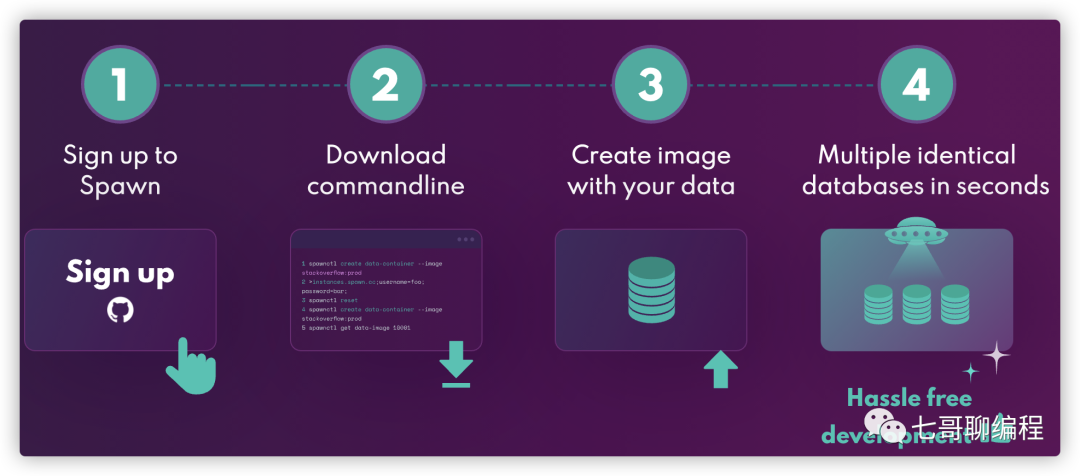 1
2
3
4
Sign up to
Spawn
Download
commandline
Create image
with your data
Multiple identical
databases in seconds
Sign up
1 spawnctl create data-container --image
stackoverflow:prod
2 >instances.spawn.cc;username=foo;
password=bar;
3 spawnctl reset
4 spawnctl create data-container --image
stackoverflow:prod
5 spawnctl get data-image 10001
Hassle free
development
七哥聊编程